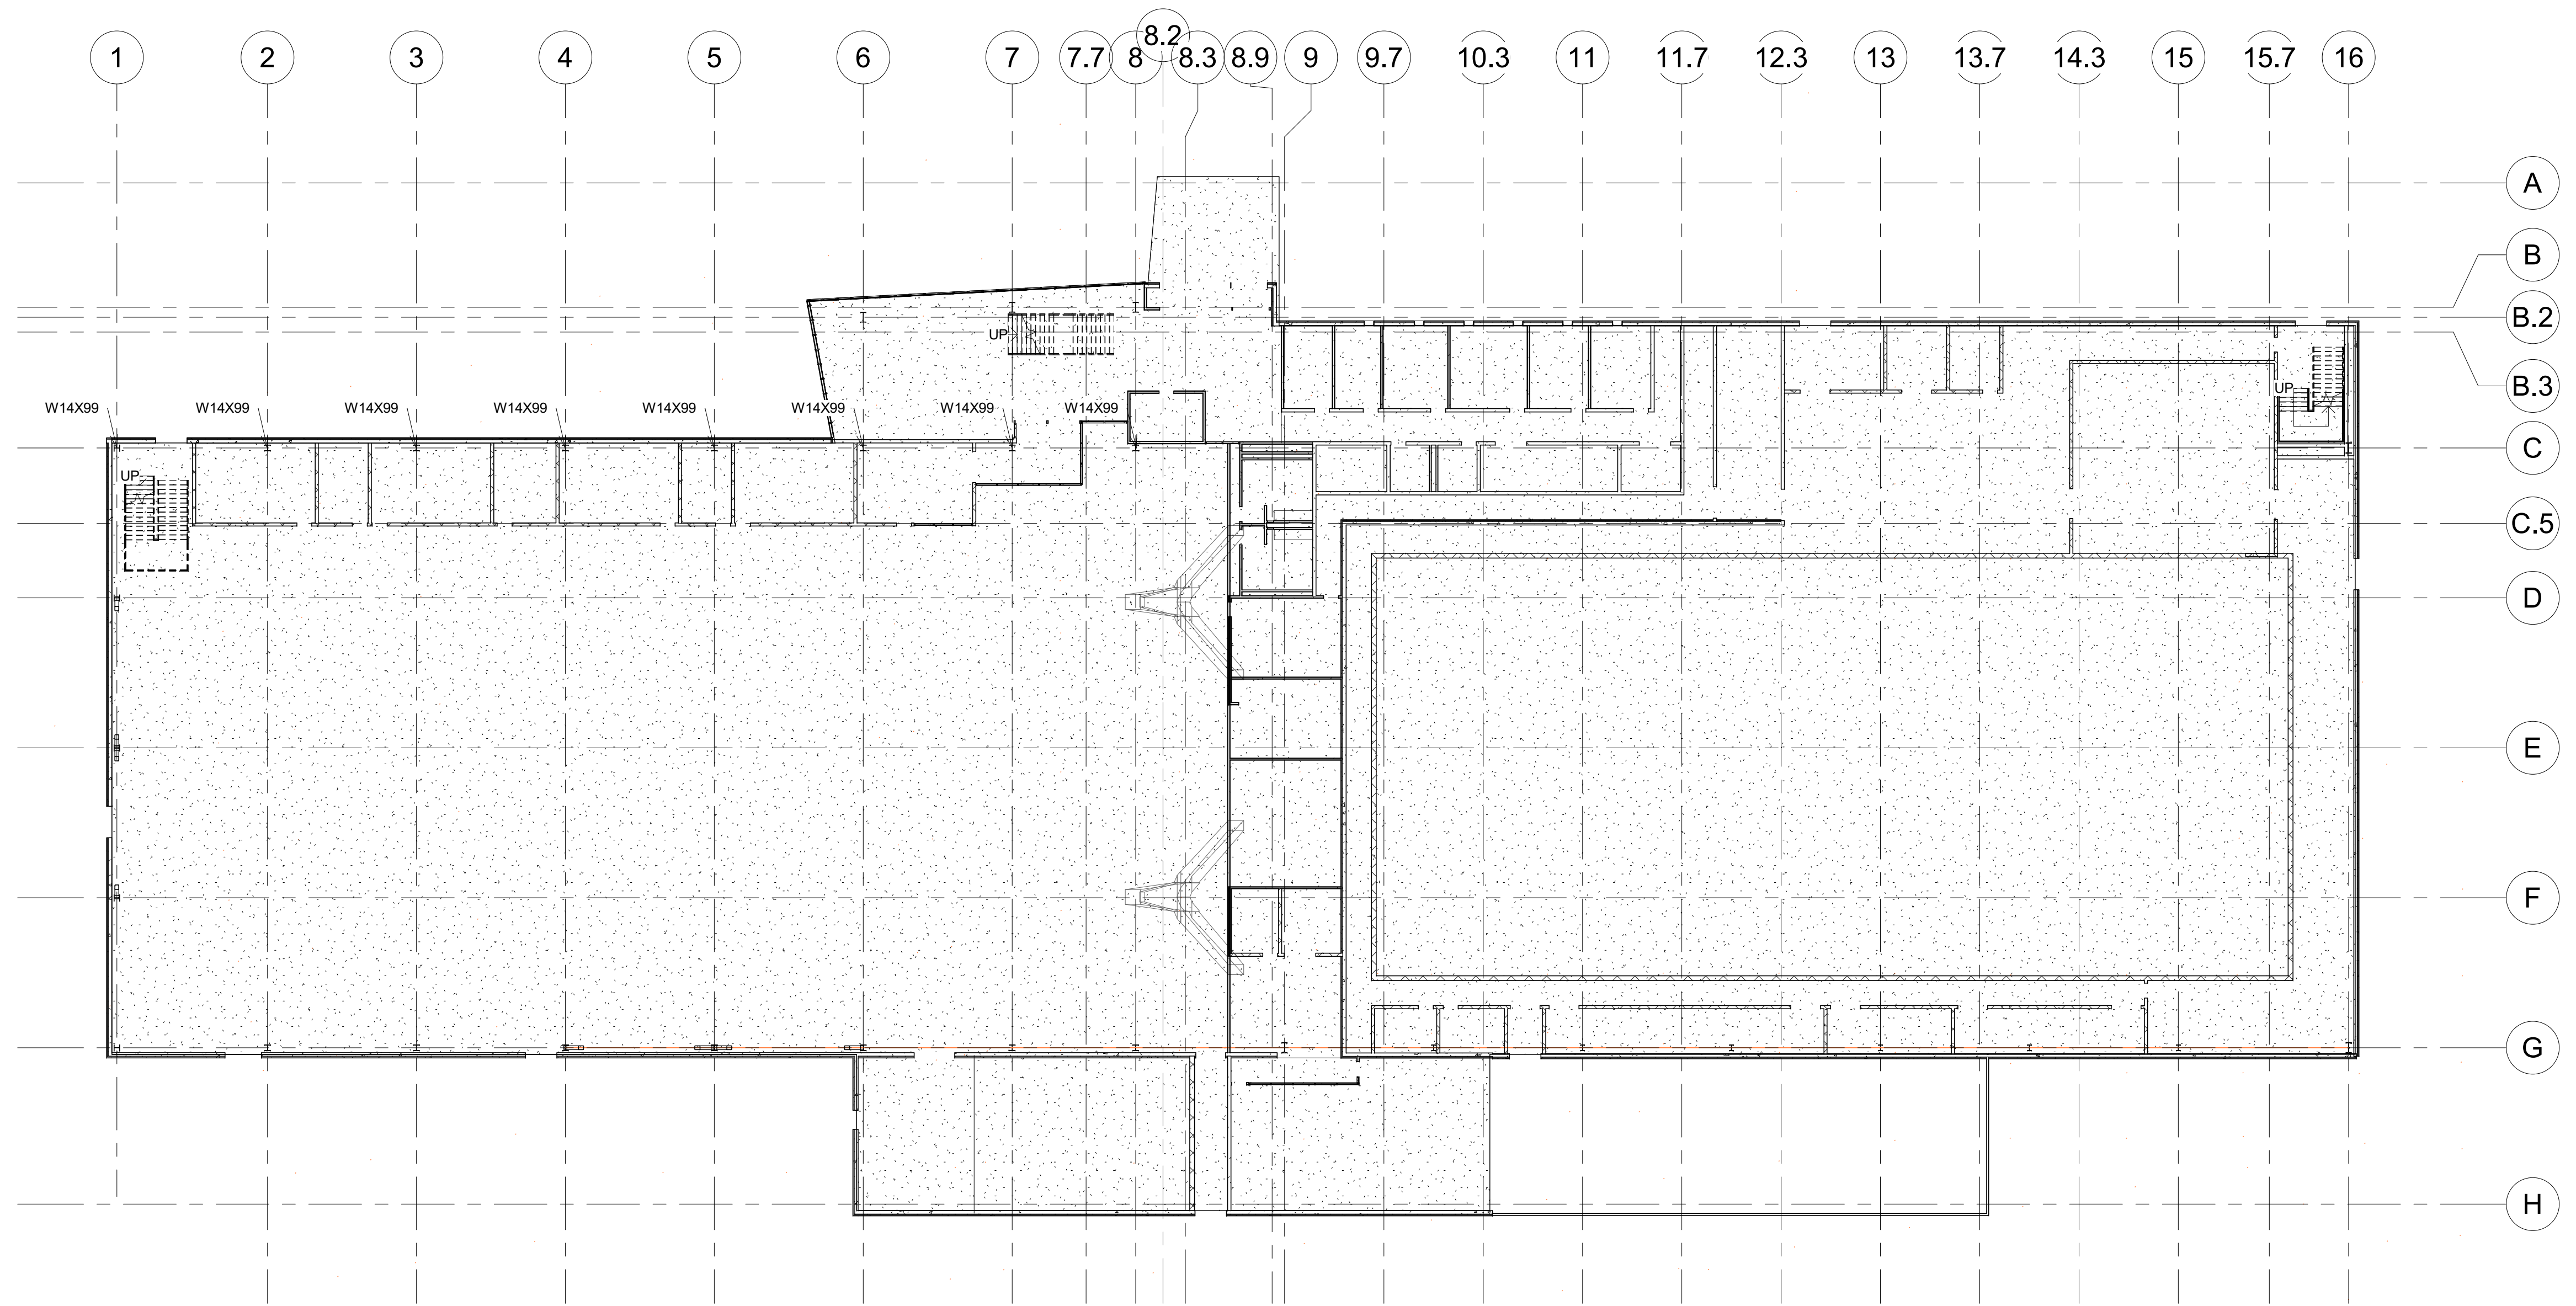 8.2
1 2 3 4 5 6 7 7.7 8 8.3 8.9 9 9.7 10.3 11 11.7 12.3 13 13.7 14.3 15 15.7 16
A
B
B.2
UP
B.3
UP
W14X99 W14X99 W14X99 W14X99 W14X99 W14X99 W14X99 W14X99
C
UP
C.5
D
E
F
G
H